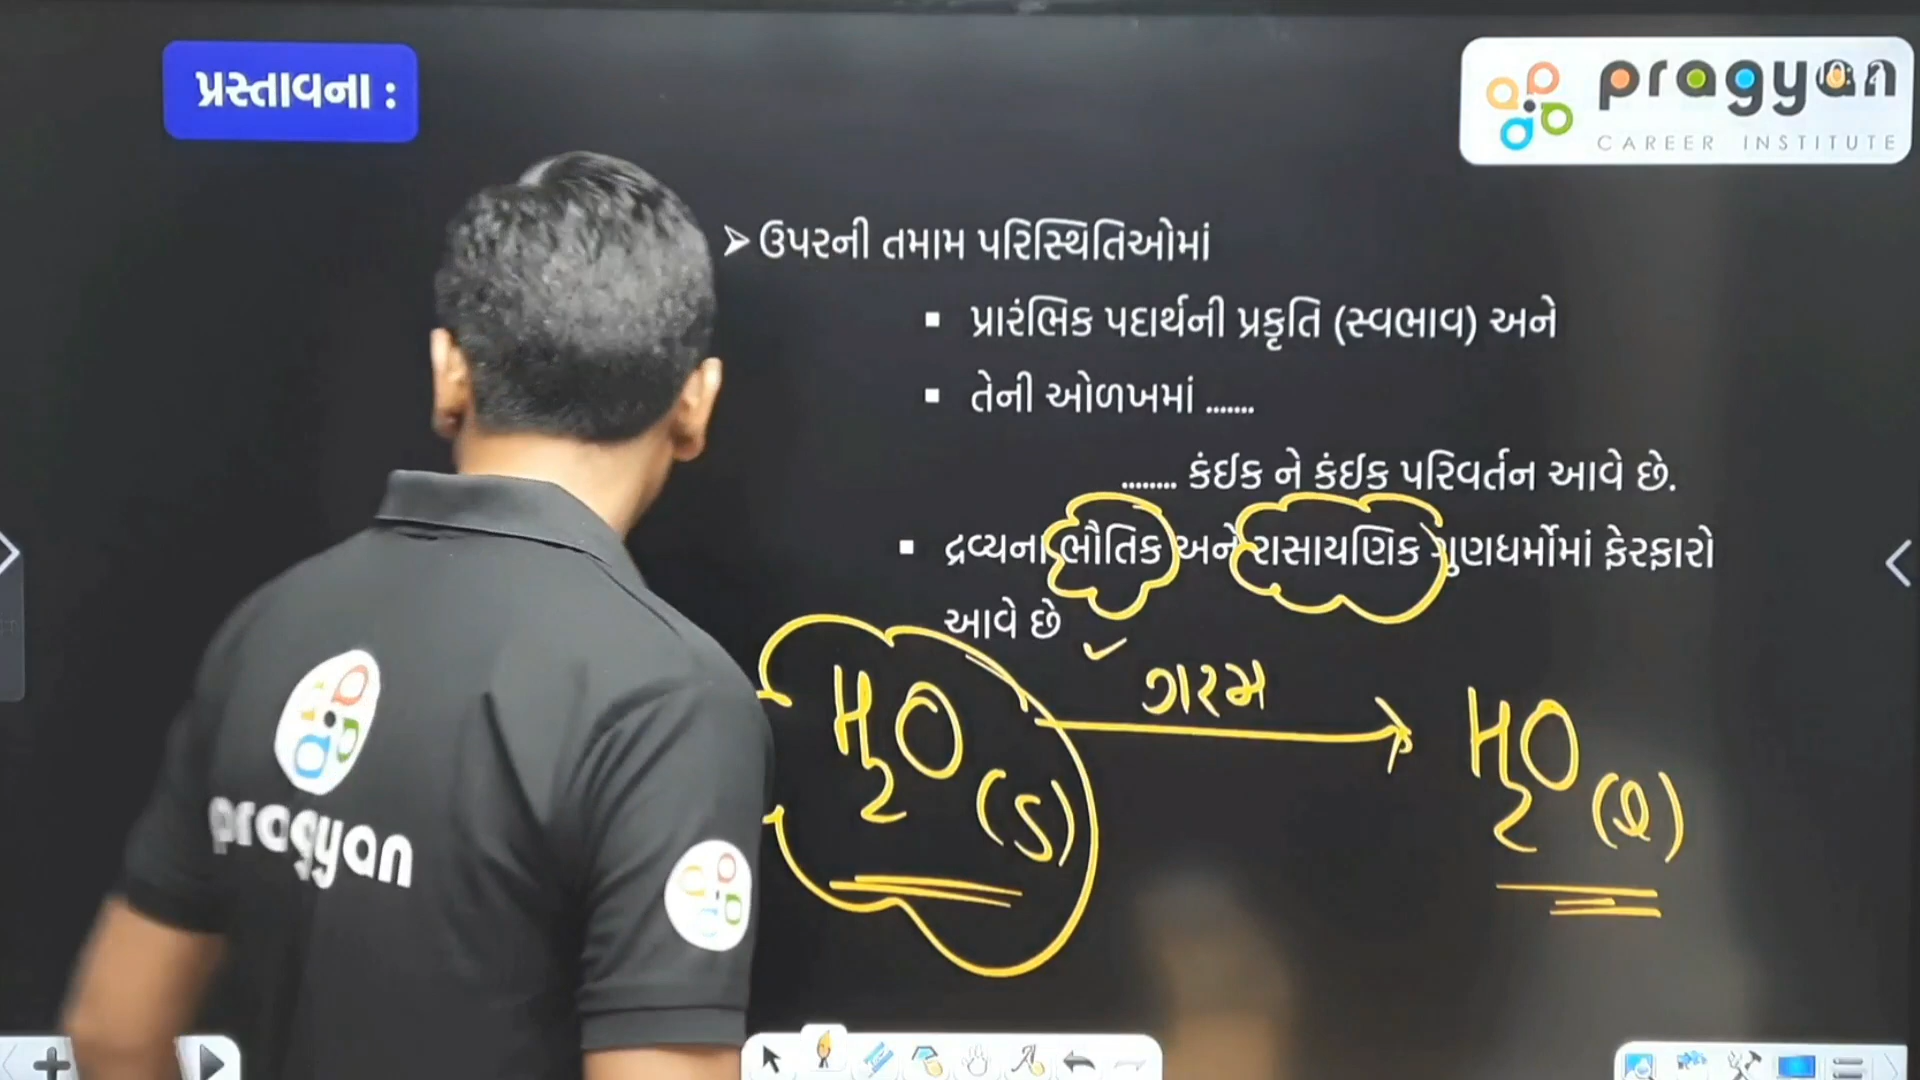 પ્રસ્તાવના :
pragyan
CAREER INSTITUTE
➤ ઉપરની તમામ પરિસ્થિતિઓમાં
▪ પ્રારંભિક પદાર્થની પ્રકૃતિ (સ્વભાવ) અને
▪ તેની ઓળખમાં .......
........ કંઈક ને કંઈક પરિવર્તન આવે છે.
▪ દ્રવ્યના ભૌતિક અને રાસાયણિક ગુણધર્મોમાં ફેરફારો
આવે છે
H₂O (s) ગરમ → H₂O (l)
pragyan